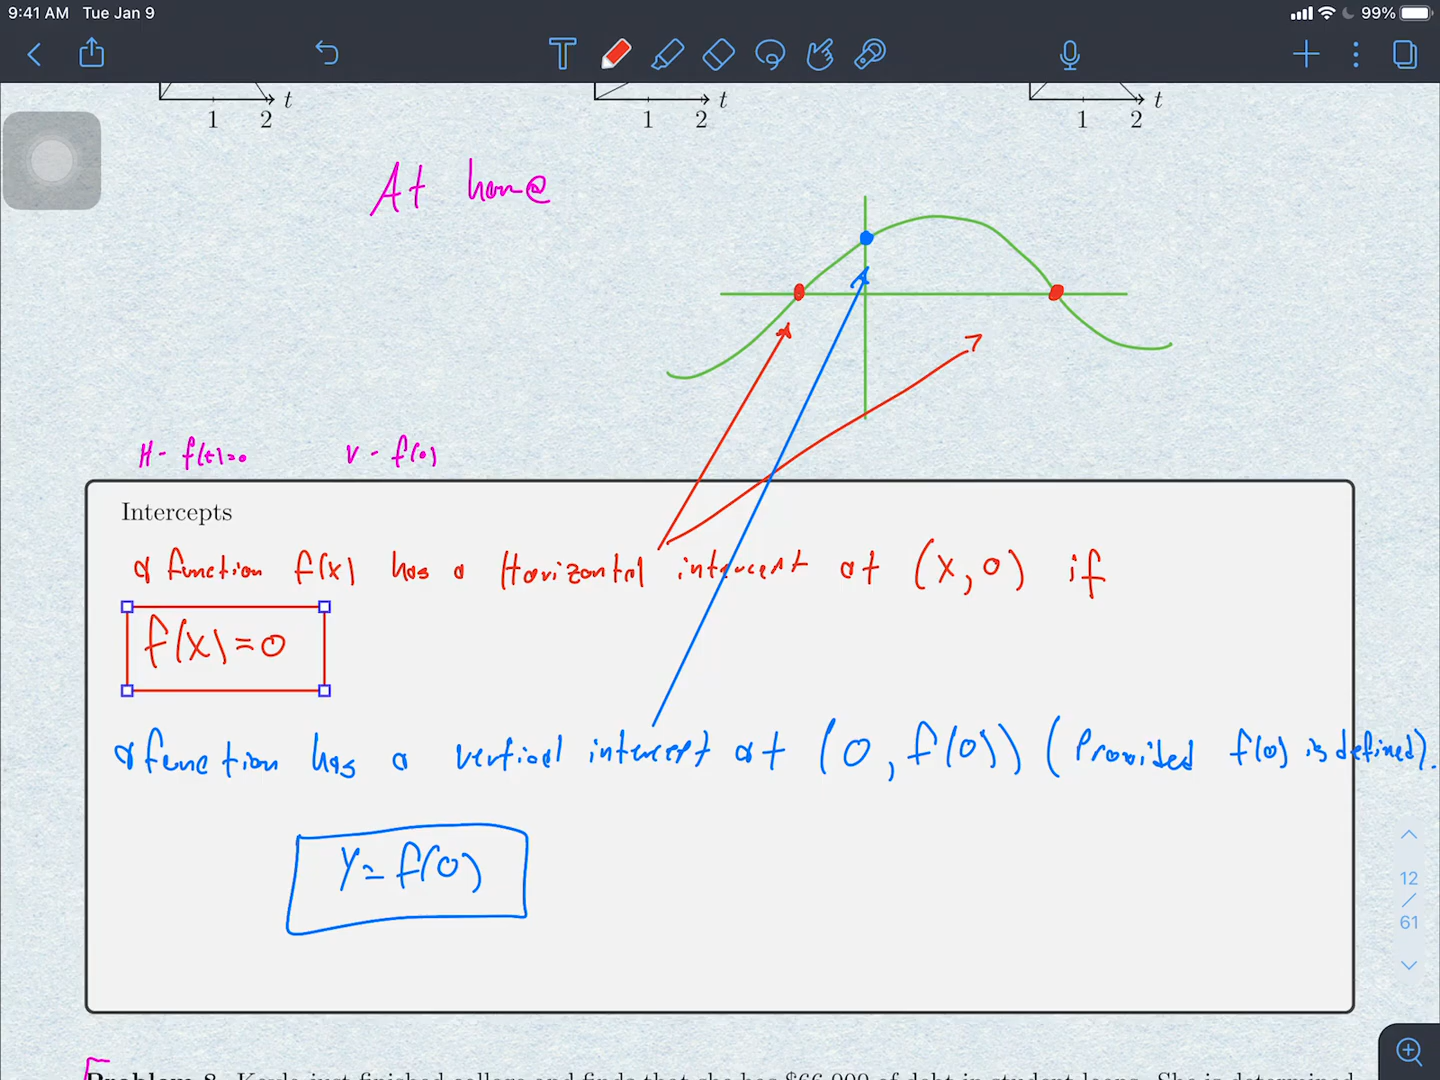 9:41 AM Tue Jan 9
99%
t
1 2
t
1 2
t
1 2
At home
H - f(t)=0 V - f(0)
Intercepts
a function f(x) has a Horizontal intercept at (x, 0) if
f(x)=0
a function has a vertical intercept at (0, f(0)) (Provided f(0) is defined).
Y= f(0)
12
/
61